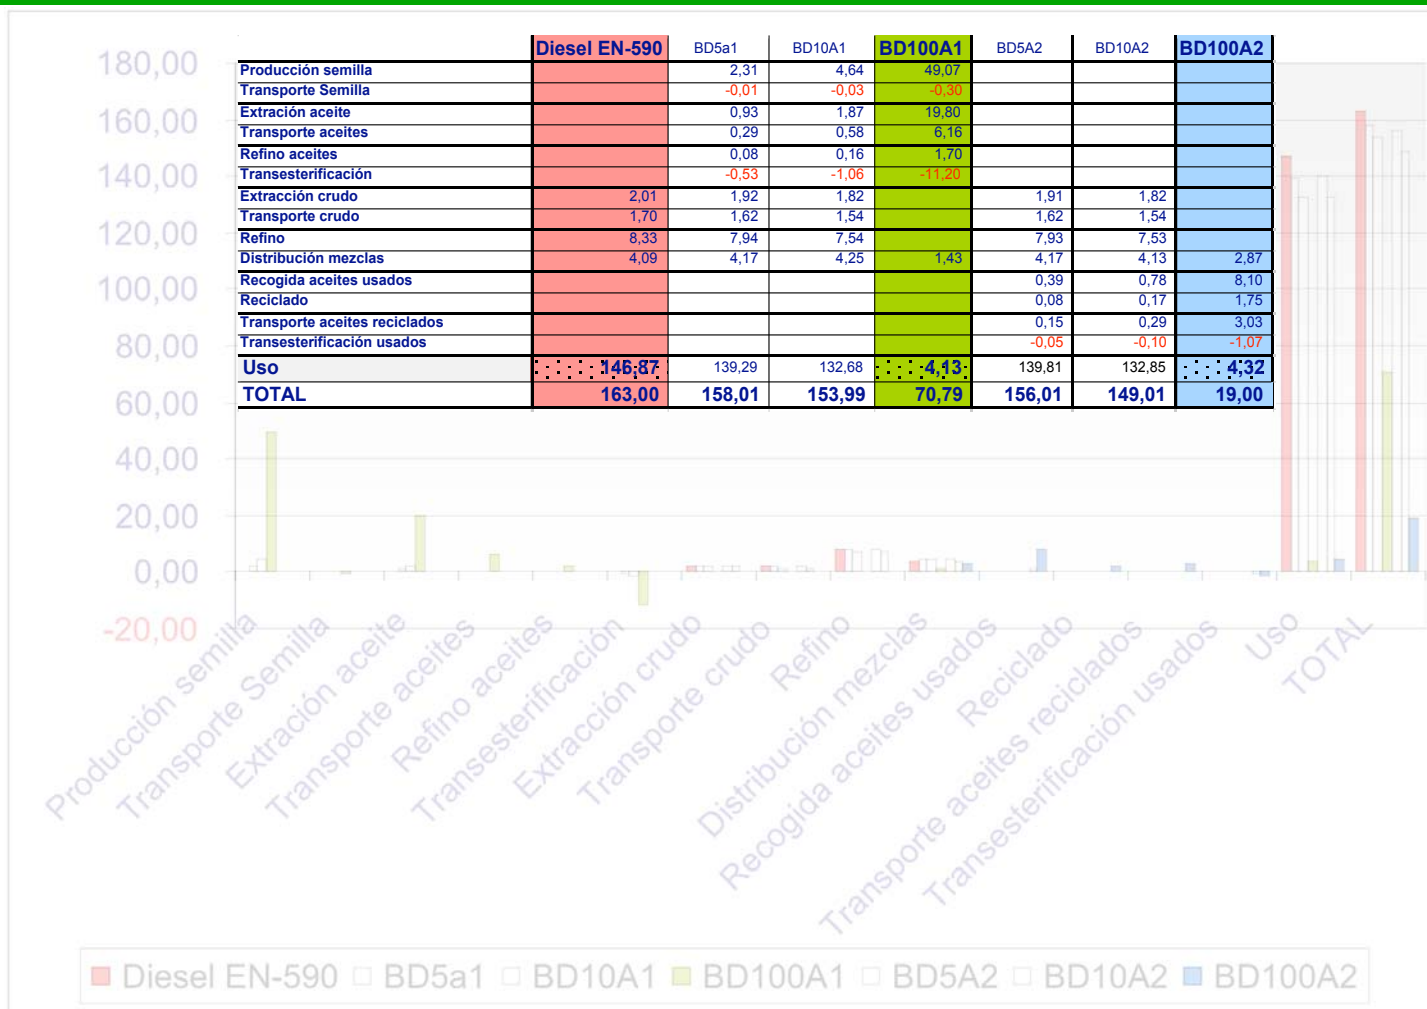 Diesel EN-590 BD5a1 BD10A1 BD100A1 BD5A2 BD10A2 BD100A2
Producción semilla 2,31 4,64 49,07
Transporte Semilla -0,01 -0,03 -0,30
Extración aceite 0,93 1,87 19,80
Transporte aceites 0,29 0,58 6,16
Refino aceites 0,08 0,16 1,70
Transesterificación -0,53 -1,06 -11,20
Extracción crudo 2,01 1,92 1,82 1,91 1,82
Transporte crudo 1,70 1,62 1,54 1,62 1,54
Refino 8,33 7,94 7,54 7,93 7,53
Distribución mezclas 4,09 4,17 4,25 1,43 4,17 4,13 2,87
Recogida aceites usados 0,39 0,78 8,10
Reciclado 0,08 0,17 1,75
Transporte aceites reciclados 0,15 0,29 3,03
Transesterificación usados -0,05 -0,10 -1,07
Uso 146,87 139,29 132,68 4,13 139,81 132,85 4,32
TOTAL 163,00 158,01 153,99 70,79 156,01 149,01 19,00
180,00
160,00
140,00
120,00
100,00
80,00
60,00
40,00
20,00
0,00
-20,00
Producción semilla
Transporte Semilla
Extración aceite
Transporte aceites
Refino aceites
Transesterificación
Extracción crudo
Transporte crudo
Refino
Distribución mezclas
Recogida aceites usados
Reciclado
Transporte aceites reciclados
Transesterificación usados
Uso
TOTAL
Diesel EN-590 BD5a1 BD10A1 BD100A1 BD5A2 BD10A2 BD100A2